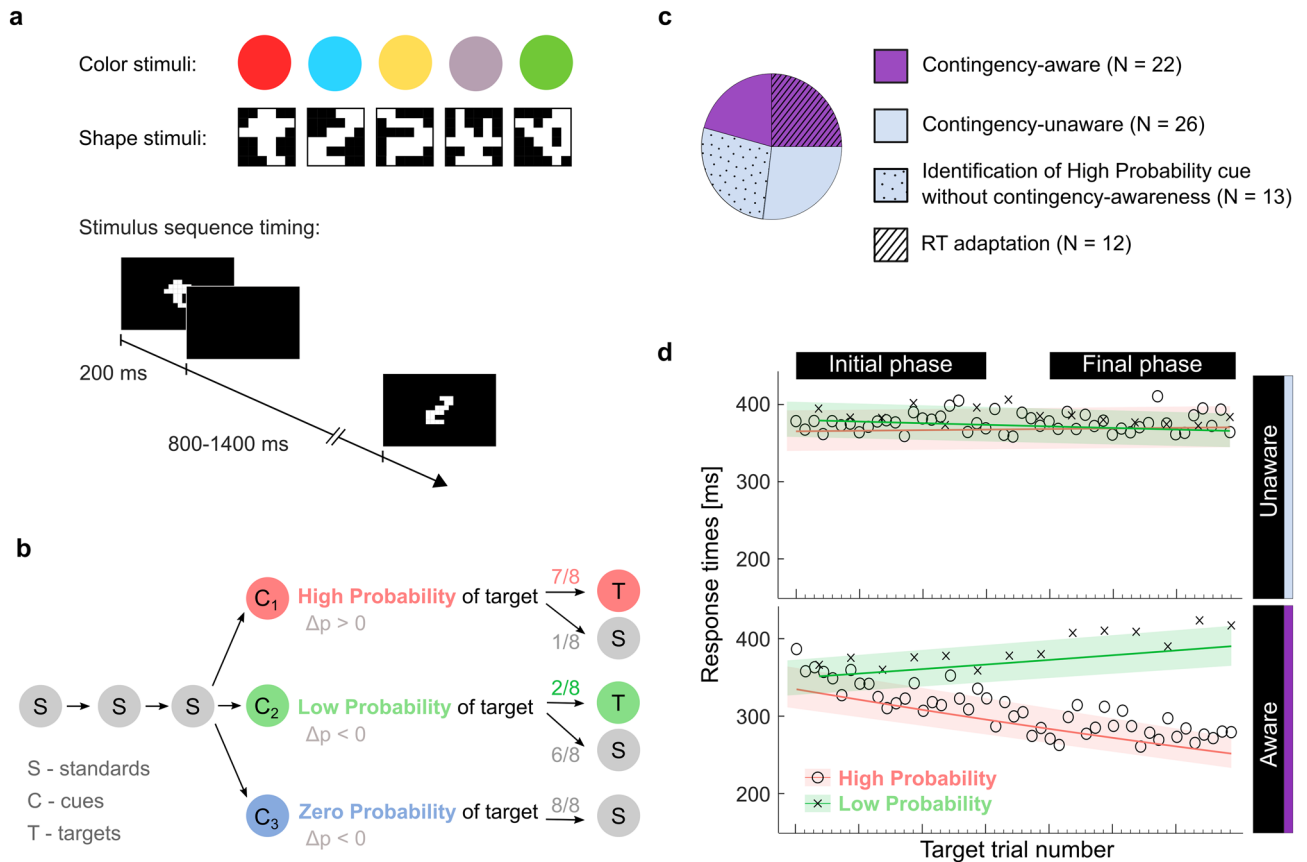 a
Color stimuli:
Shape stimuli:
Stimulus sequence timing:
200 ms
800-1400 ms
b
S
S
S
C1
High Probability of target
Δp > 0
7/8
T
1/8
S
C2
Low Probability of target
Δp < 0
2/8
T
6/8
S
C3
Zero Probability of target
Δp < 0
8/8
S
S - standards
C - cues
T - targets
c
Contingency-aware (N = 22)
Contingency-unaware (N = 26)
Identification of High Probability cue
without contingency-awareness (N = 13)
RT adaptation (N = 12)
d
Initial phase
Final phase
Response times [ms]
400
300
200
Unaware
400
300
200
Aware
High Probability
Low Probability
Target trial number